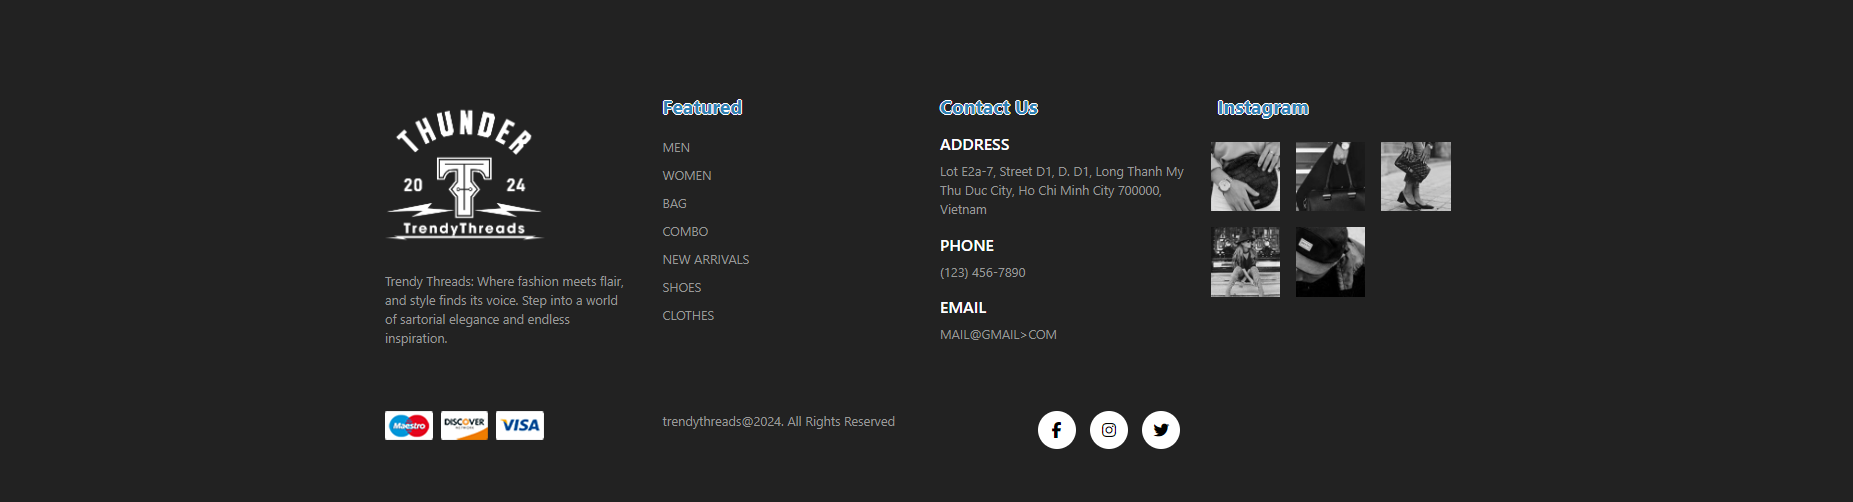 THUNDER
20 24
T
TrendyThreads
Trendy Threads: Where fashion meets flair,
and style finds its voice. Step into a world
of sartorial elegance and endless
inspiration.
Featured
MEN
WOMEN
BAG
COMBO
NEW ARRIVALS
SHOES
CLOTHES
Contact Us
ADDRESS
Lot E2a-7, Street D1, D. D1, Long Thanh My
Thu Duc City, Ho Chi Minh City 700000,
Vietnam
PHONE
(123) 456-7890
EMAIL
MAIL@GMAIL>COM
Instagram
Maestro
DISCOVER
NETWORK
VISA
trendythreads@2024. All Rights Reserved